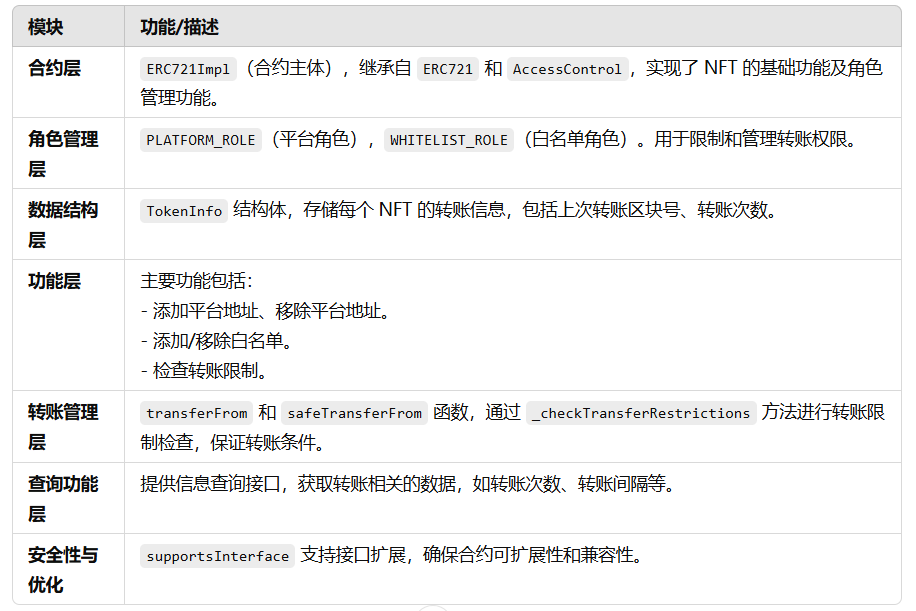 模块 功能/描述
合约层 ERC721Impl（合约主体），继承自 ERC721 和 AccessControl，实现了 NFT 的基础功能及角色
管理功能。
角色管理 PLATFORM_ROLE（平台角色），WHITELIST_ROLE（白名单角色）。用于限制和管理转账权限。
层
数据结构 TokenInfo 结构体，存储每个 NFT 的转账信息，包括上次转账区块号、转账次数。
层
功能层 主要功能包括：
- 添加平台地址、移除平台地址。
- 添加/移除白名单。
- 检查转账限制。
转账管理 transferFrom 和 safeTransferFrom 函数，通过 _checkTransferRestrictions 方法进行转账限
层 制检查，保证转账条件。
查询功能 提供信息查询接口，获取转账相关的数据，如转账次数、转账间隔等。
层
安全性与 supportsInterface 支持接口扩展，确保合约可扩展性和兼容性。
优化